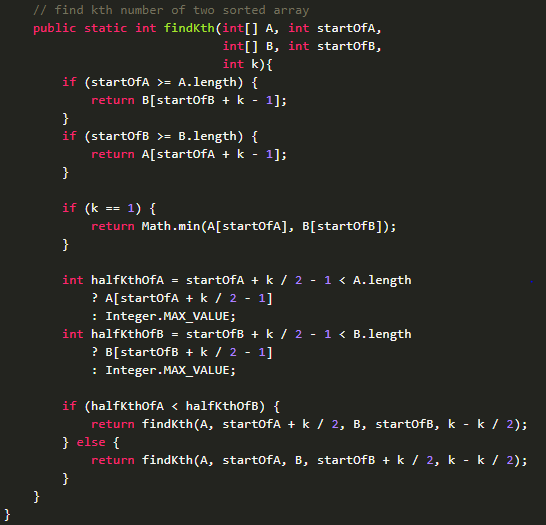 // find kth number of two sorted array
public static int findKth(int[] A, int startOfA,
int[] B, int startOfB,
int k){
if (startOfA >= A.length) {
return B[startOfB + k - 1];
}
if (startOfB >= B.length) {
return A[startOfA + k - 1];
}
if (k == 1) {
return Math.min(A[startOfA], B[startOfB]);
}
int halfKthOfA = startOfA + k / 2 - 1 < A.length
? A[startOfA + k / 2 - 1]
: Integer.MAX_VALUE;
int halfKthOfB = startOfB + k / 2 - 1 < B.length
? B[startOfB + k / 2 - 1]
: Integer.MAX_VALUE;
if (halfKthOfA < halfKthOfB) {
return findKth(A, startOfA + k / 2, B, startOfB, k - k / 2);
} else {
return findKth(A, startOfA, B, startOfB + k / 2, k - k / 2);
}
}
}